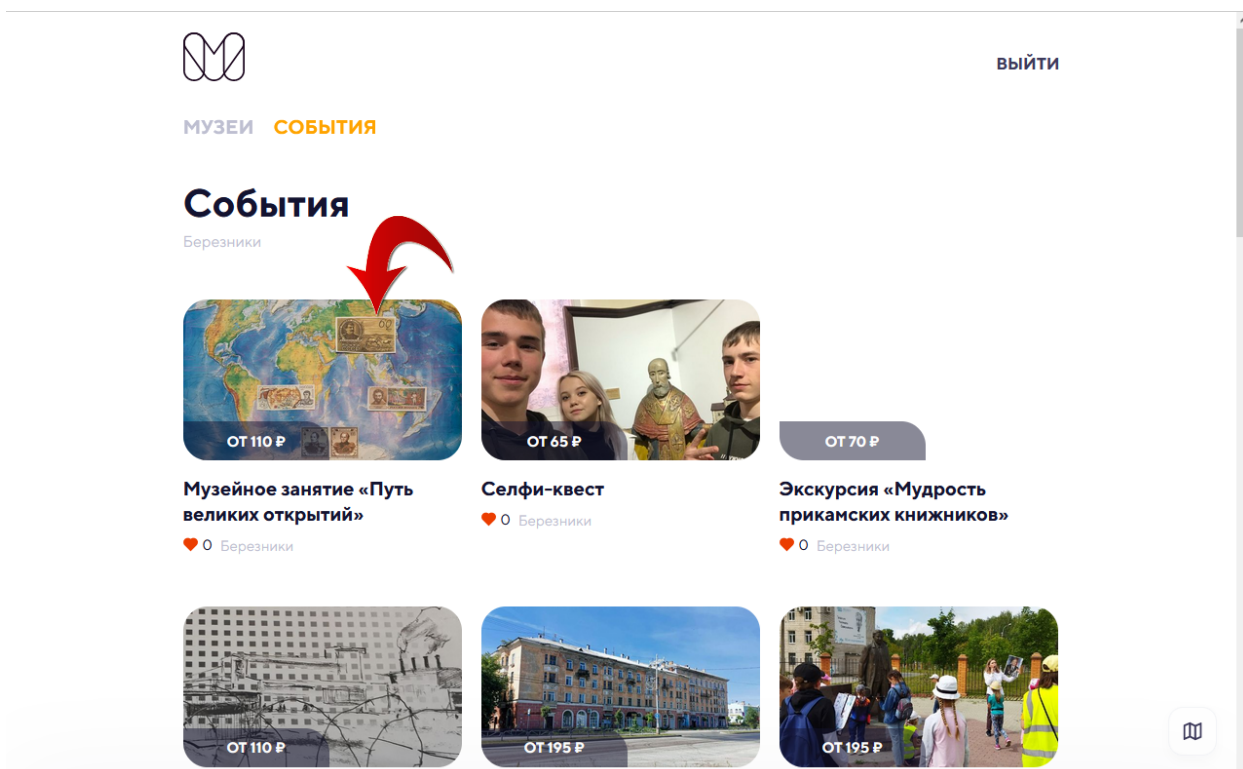 ВЫЙТИ
МУЗЕИ СОБЫТИЯ
События
Березники
ОТ 110 ₽
ОТ 65 ₽
ОТ 70 ₽
Музейное занятие «Путь
великих открытий»
0 Березники
Селфи-квест
0 Березники
Экскурсия «Мудрость
прикамских книжников»
0 Березники
ОТ 110 ₽
ОТ 195 ₽
ОТ 195 ₽